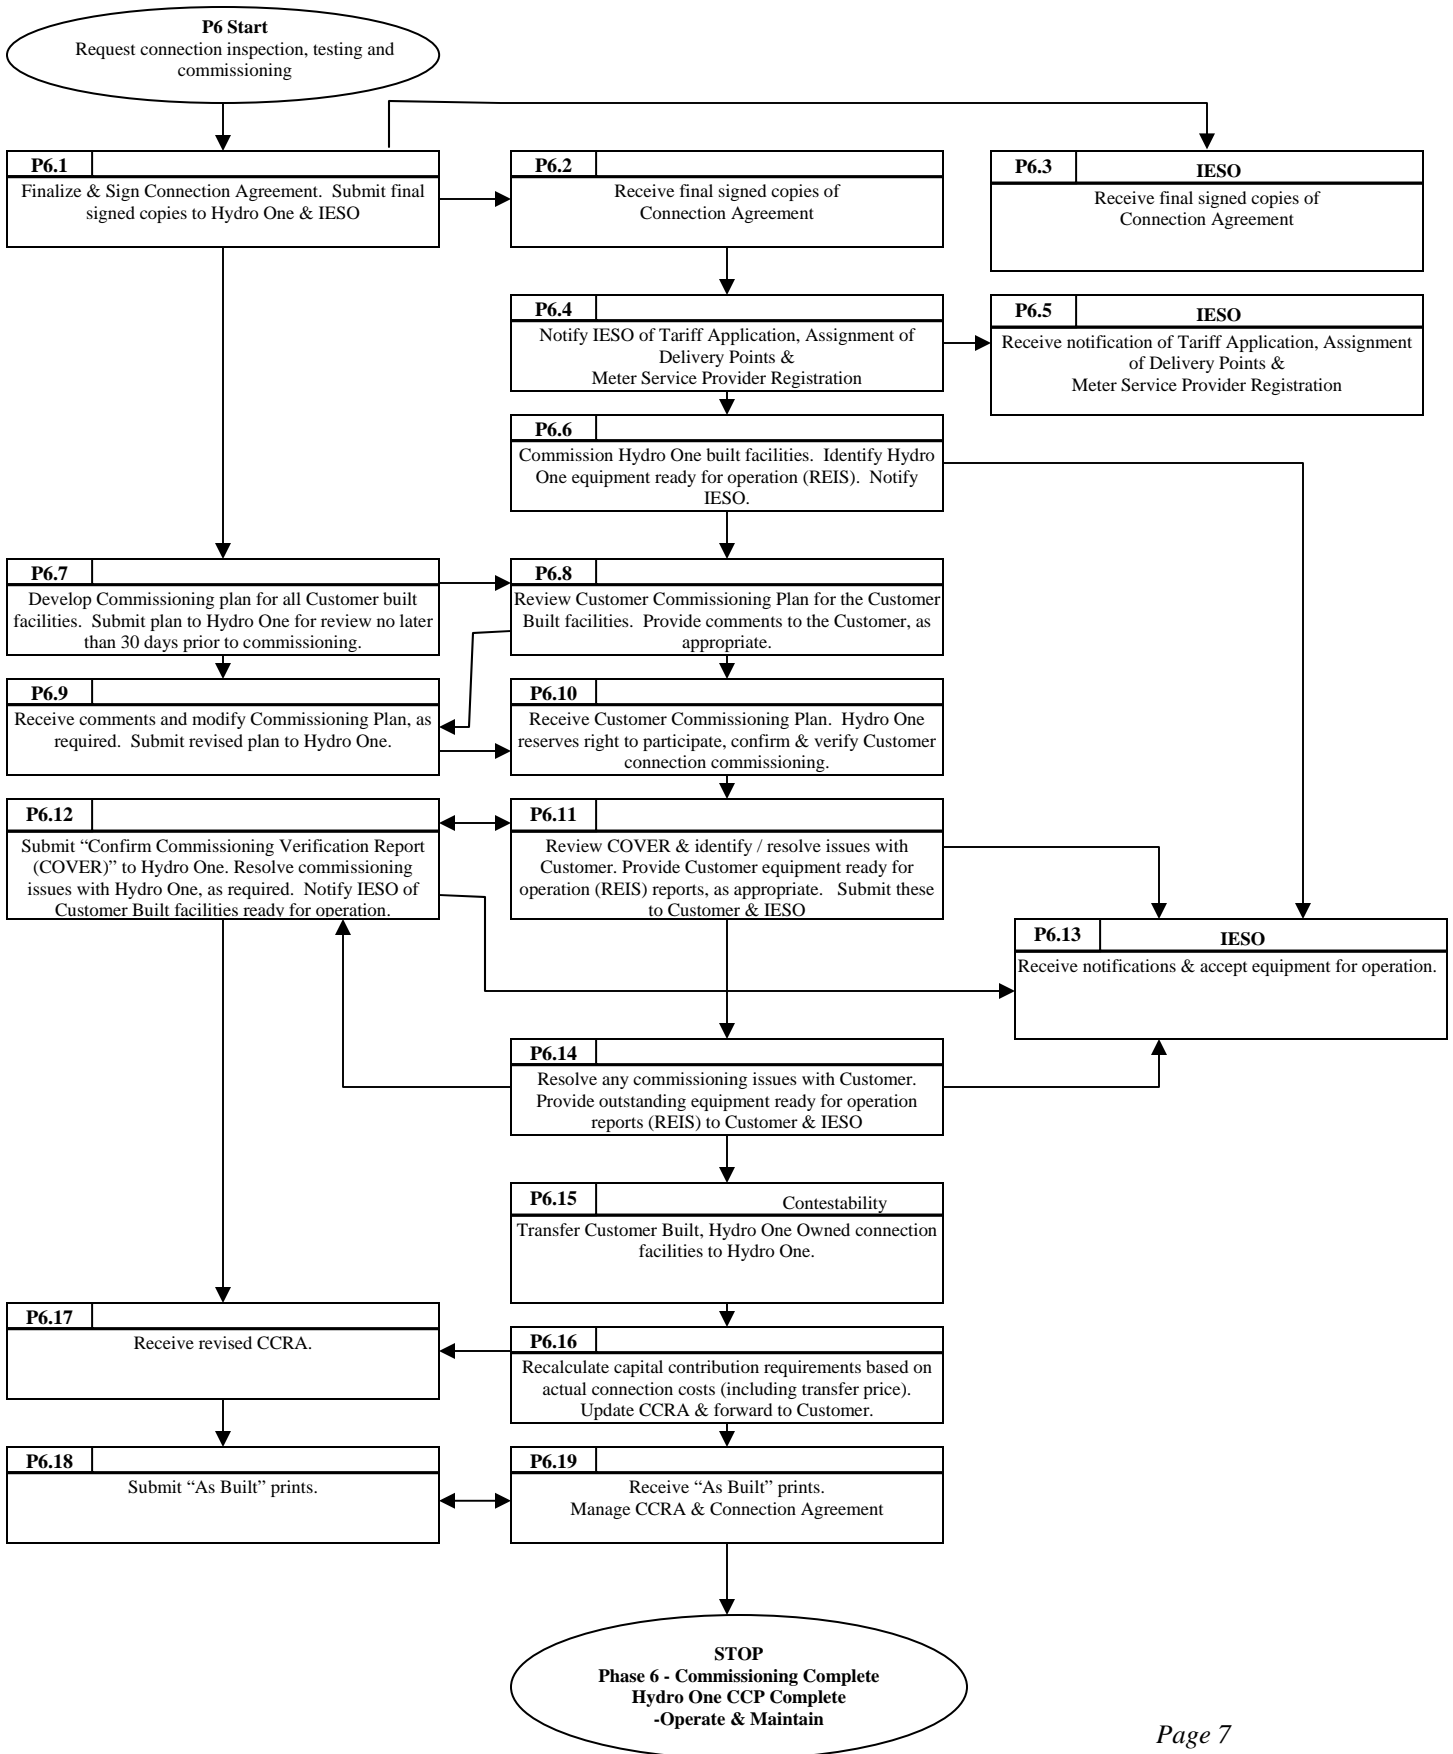 P6 Start
Request connection inspection, testing and
commissioning
P6.1
Finalize & Sign Connection Agreement.  Submit final
signed copies to Hydro One & IESO
P6.2
Receive final signed copies of
Connection Agreement
P6.3
IESO
Receive final signed copies of
Connection Agreement
P6.4
Notify IESO of Tariff Application, Assignment of
Delivery Points &
Meter Service Provider Registration
P6.5
IESO
Receive notification of Tariff Application, Assignment
of Delivery Points &
Meter Service Provider Registration
P6.6
Commission Hydro One built facilities.  Identify Hydro
One equipment ready for operation (REIS).  Notify
IESO.
P6.7
Develop Commissioning plan for all Customer built
facilities.  Submit plan to Hydro One for review no later
than 30 days prior to commissioning.
P6.8
Review Customer Commissioning Plan for the Customer
Built facilities.  Provide comments to the Customer, as
appropriate.
P6.9
Receive comments and modify Commissioning Plan, as
required.  Submit revised plan to Hydro One.
P6.10
Receive Customer Commissioning Plan.  Hydro One
reserves right to participate, confirm & verify Customer
connection commissioning.
P6.12
Submit “Confirm Commissioning Verification Report
(COVER)” to Hydro One. Resolve commissioning
issues with Hydro One, as required.  Notify IESO of
Customer Built facilities ready for operation.
P6.11
Review COVER & identify / resolve issues with
Customer. Provide Customer equipment ready for
operation (REIS) reports, as appropriate.   Submit these
to Customer & IESO
P6.13
IESO
Receive notifications & accept equipment for operation.
P6.14
Resolve any commissioning issues with Customer.
Provide outstanding equipment ready for operation
reports (REIS) to Customer & IESO
P6.15
Contestability
Transfer Customer Built, Hydro One Owned connection
facilities to Hydro One.
P6.17
Receive revised CCRA.
P6.16
Recalculate capital contribution requirements based on
actual connection costs (including transfer price).
Update CCRA & forward to Customer.
P6.18
Submit “As Built” prints.
P6.19
Receive “As Built” prints.
Manage CCRA & Connection Agreement
STOP
Phase 6 - Commissioning Complete
Hydro One CCP Complete
-Operate & Maintain
Page 7